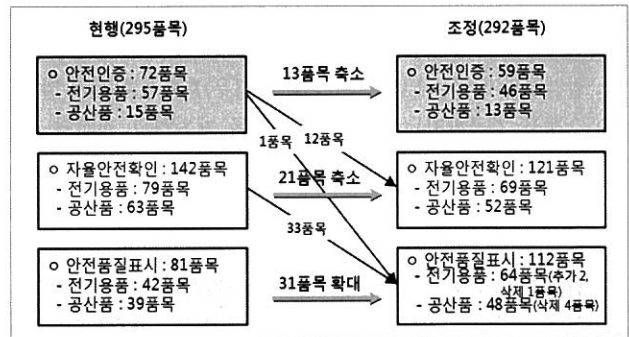 현행(295품목)
조정(292품목)
o 안전인증 : 72품목
- 전기용품 : 57품목
- 공산품 : 15품목
13품목 축소
o 안전인증 : 59품목
- 전기용품 : 46품목
- 공산품 : 13품목
1품목
12품목
o 자율안전확인 : 142품목
- 전기용품 : 79품목
- 공산품 : 63품목
21품목 축소
o 자율안전확인 : 121품목
- 전기용품 : 69품목
- 공산품 : 52품목
33품목
o 안전품질표시 : 81품목
- 전기용품 : 42품목
- 공산품 : 39품목
31품목 확대
o 안전품질표시 : 112품목
- 전기용품 : 64품목(추가 2,
삭제 1품목)
- 공산품 : 48품목(삭제 4품목)